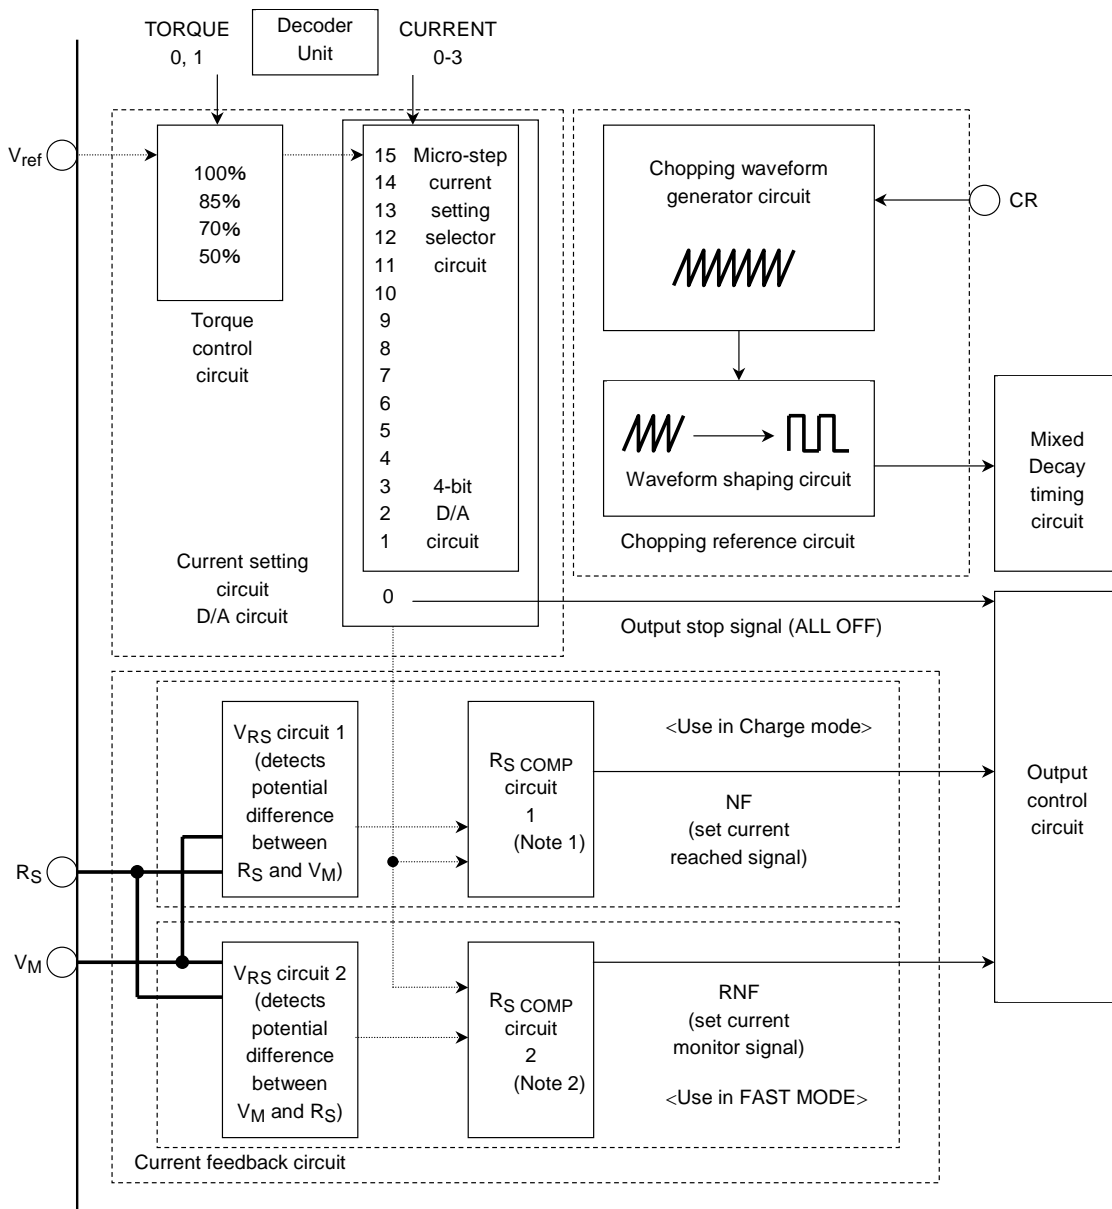 TORQUE
0, 1
Decoder
Unit
CURRENT
0-3
Vref
100%
85%
70%
50%
Torque
control
circuit
15 Micro-step
14 current
13 setting
12 selector
11 circuit
10
9
8
7
6
5
4
3 4-bit
2 D/A
1 circuit
0
Current setting
circuit
D/A circuit
Chopping waveform
generator circuit
CR
Waveform shaping circuit
Chopping reference circuit
Mixed
Decay
timing
circuit
Output stop signal (ALL OFF)
VRS circuit 1
(detects
potential
difference
between
RS and VM)
RS COMP
circuit
1
(Note 1)
<Use in Charge mode>
NF
(set current
reached signal)
Output
control
circuit
RS
VM
VRS circuit 2
(detects
potential
difference
between
VM and RS)
RS COMP
circuit
2
(Note 2)
RNF
(set current
monitor signal)
<Use in FAST MODE>
Current feedback circuit